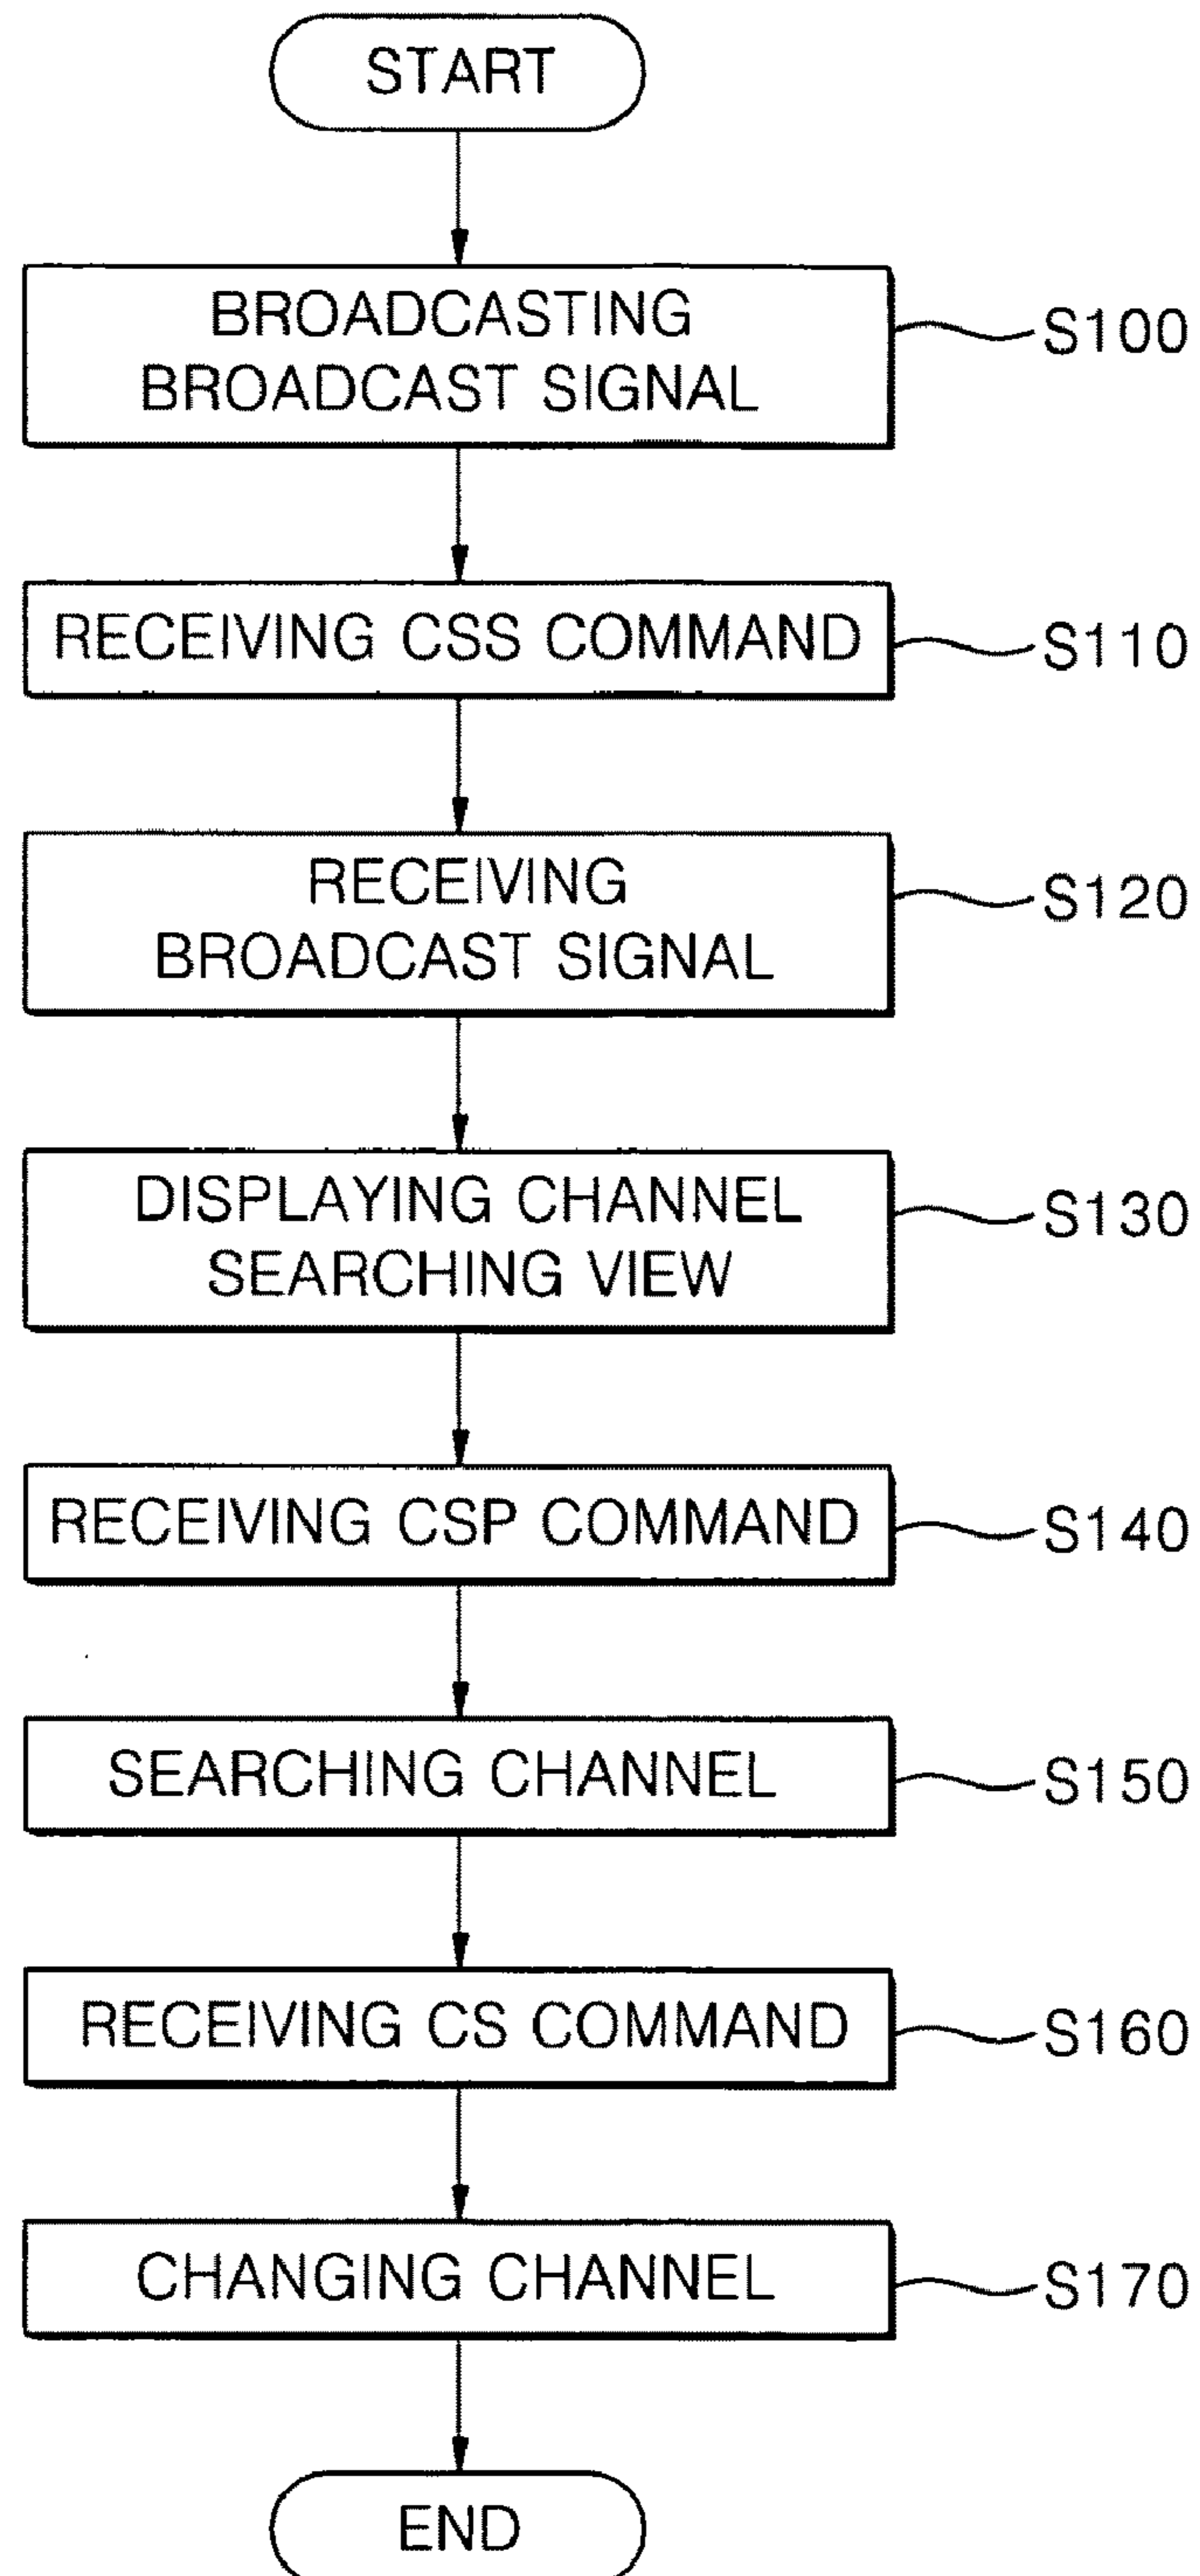 START
BROADCASTING
BROADCAST SIGNAL
S100
RECEIVING CSS COMMAND
S110
RECEIVING
BROADCAST SIGNAL
S120
DISPLAYING CHANNEL
SEARCHING VIEW
S130
RECEIVING CSP COMMAND
S140
SEARCHING CHANNEL
S150
RECEIVING CS COMMAND
S160
CHANGING CHANNEL
S170
END